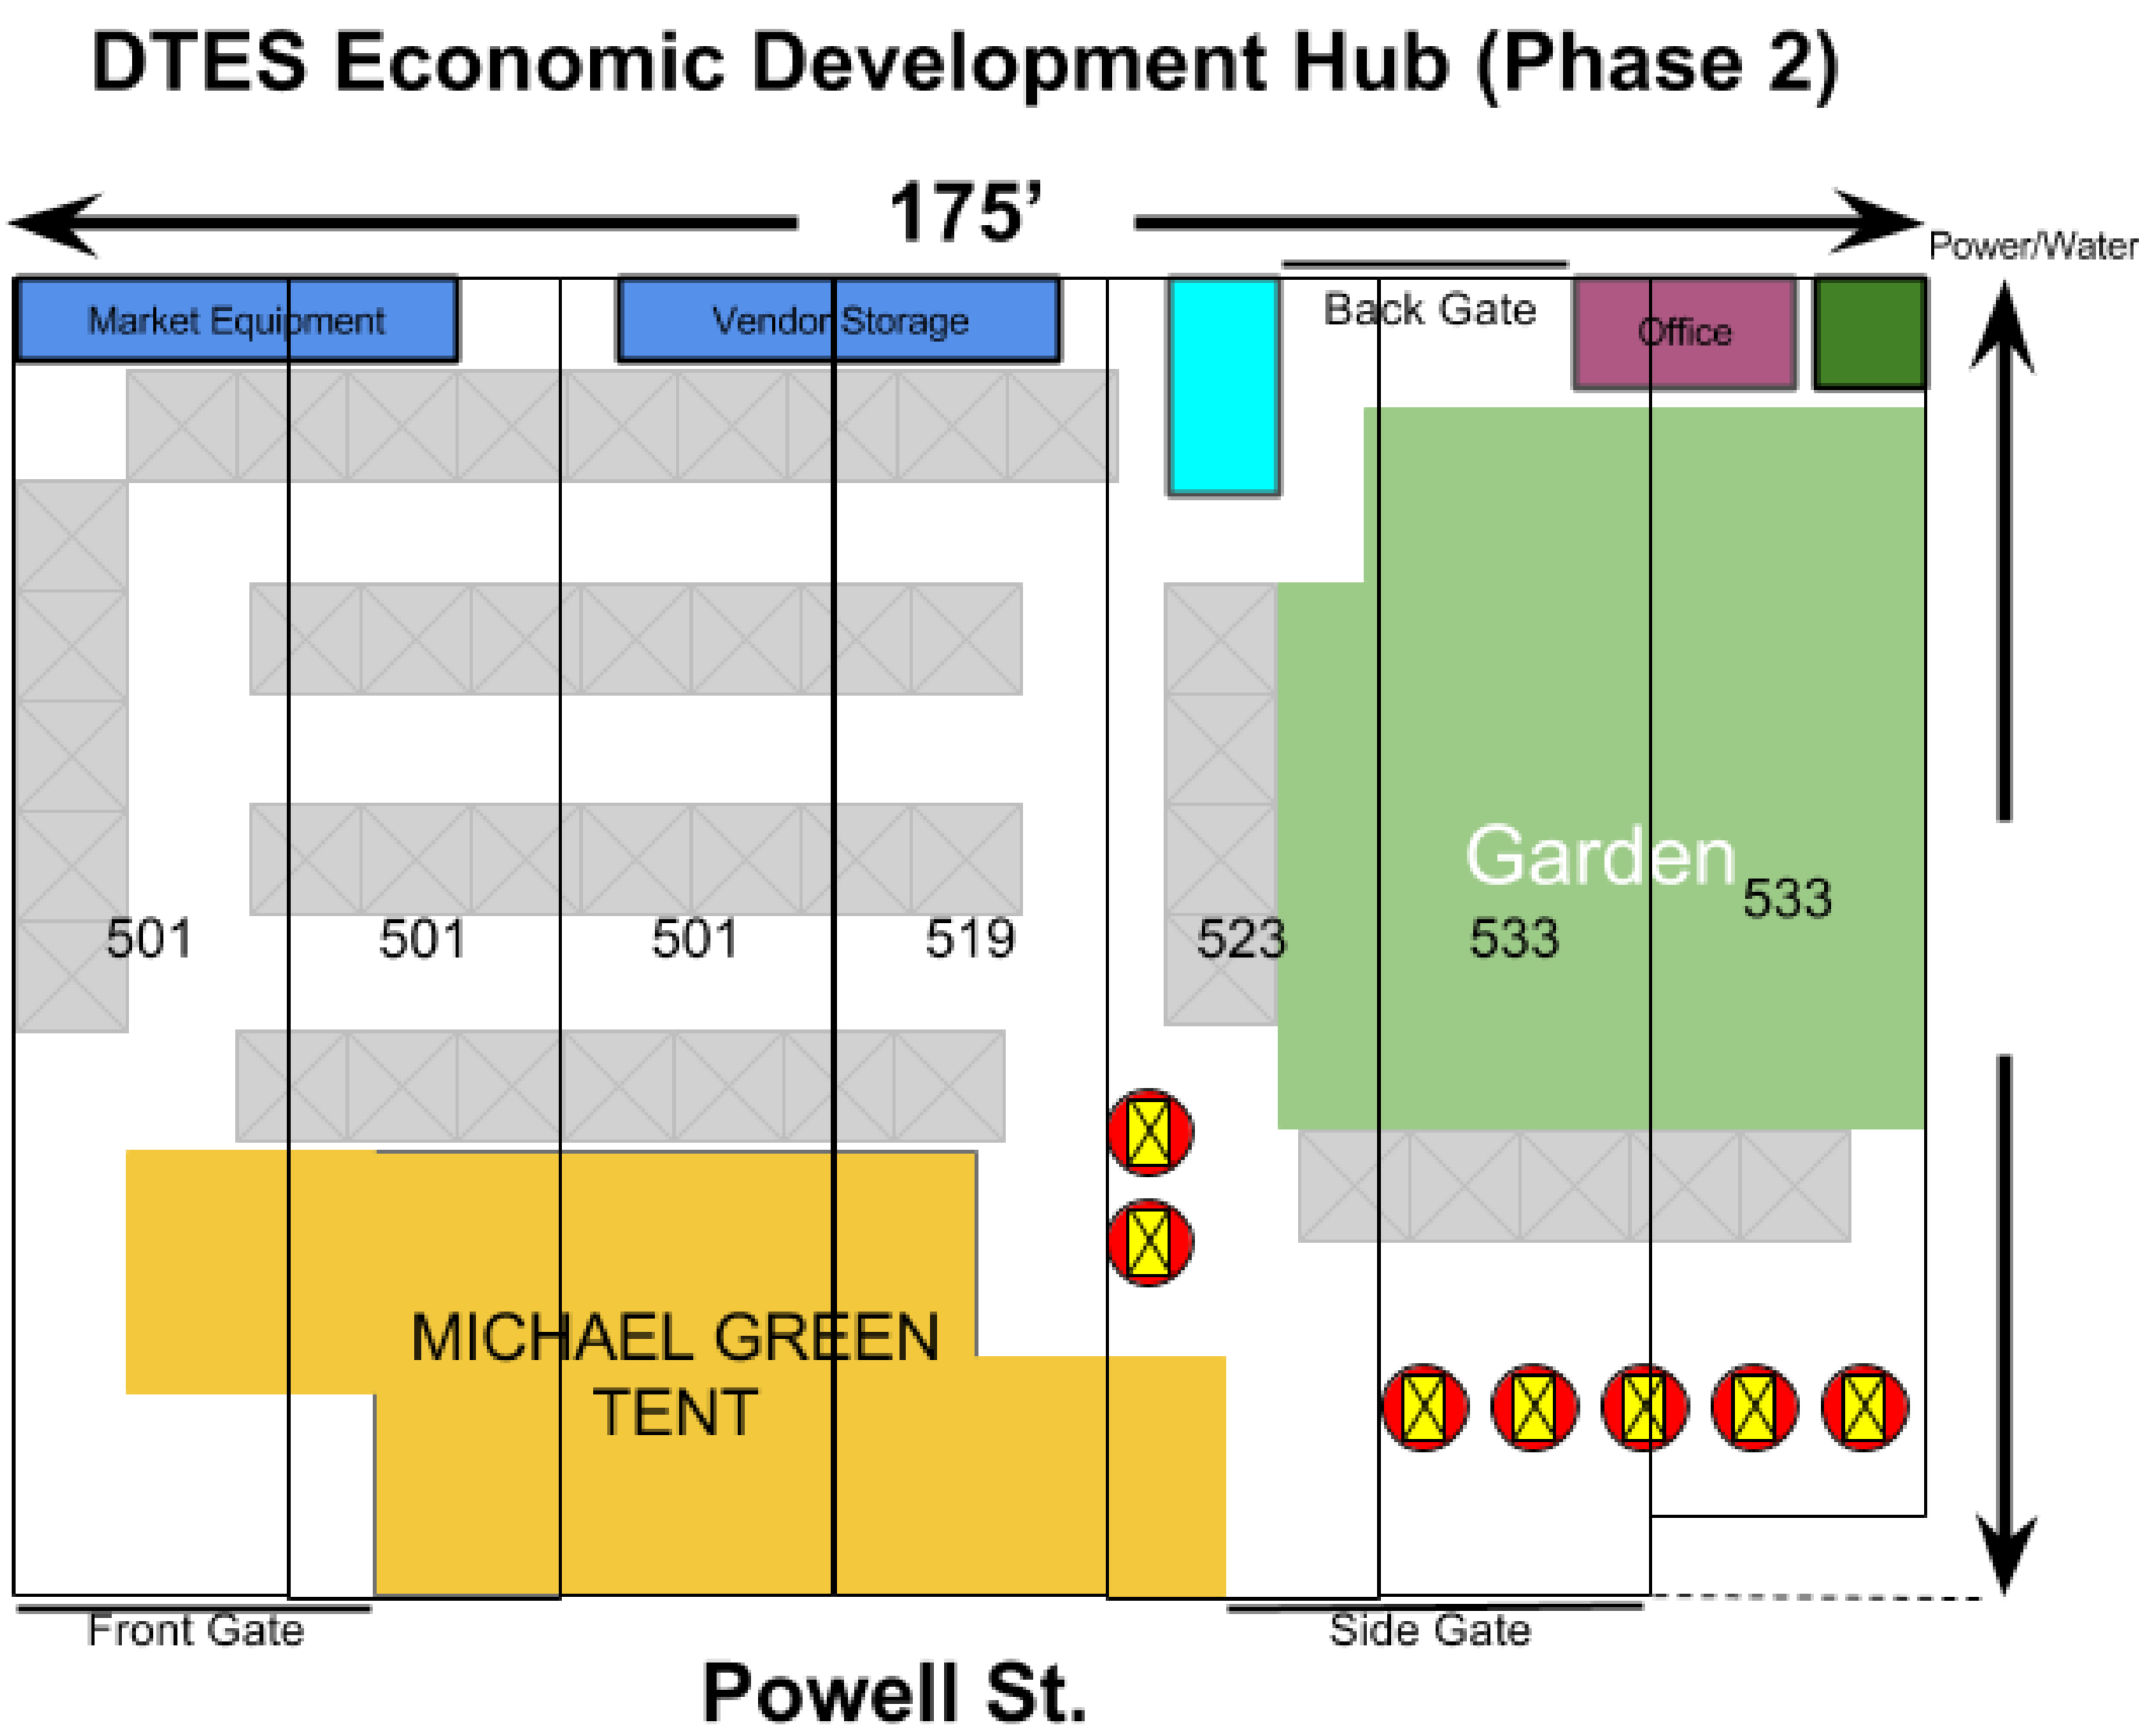 DTES Economic Development Hub (Phase 2)
175’
Power/Water
Market Equipment
Vendor Storage
Back Gate
Office
Garden
533
501
501
501
519
523
533
MICHAEL GREEN
TENT
Front Gate
Side Gate
Powell St.